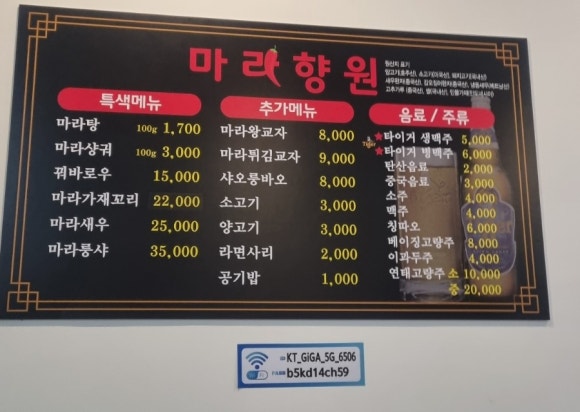 마라향원
원산지 표기
특색메뉴
마라탕 100g 1,700
마라샹궈 100g 3,000
꿔바로우 15,000
마라가재꼬리 22,000
마라새우 25,000
마라룽샤 35,000
추가메뉴
마라왕교자 8,000
마라튀김교자 9,000
샤오롱바오 8,000
소고기 3,000
양고기 3,000
라면사리 2,000
공기밥 1,000
음료 / 주류
Tiger
★타이거 생맥주 5,000
★타이거 병맥주 6,000
탄산음료 2,000
중국음료 3,000
소주 4,000
맥주 4,000
칭따오 6,000
베이징고량주 8,000
이과두주 4,000
연태고량주 소 10,000
중 20,000
KT_GiGA_5G_6506
b5kd14ch59